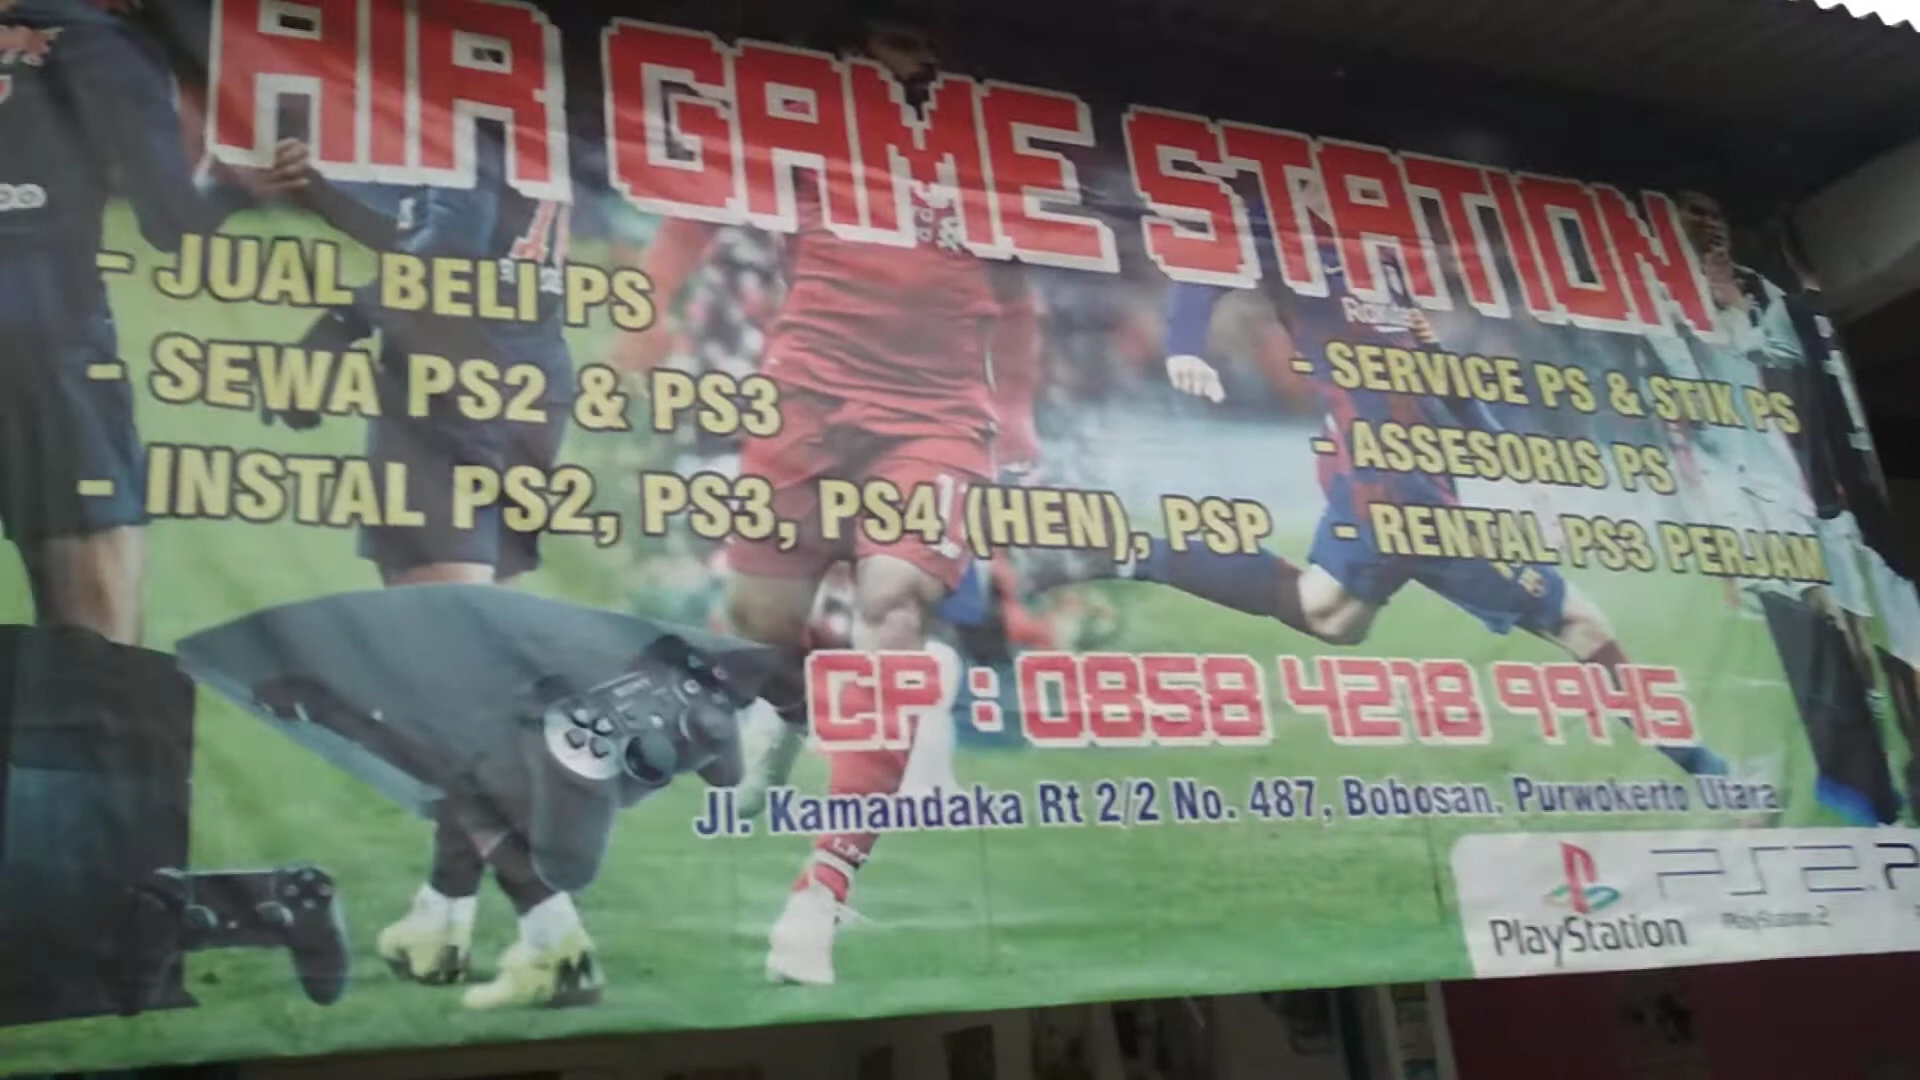 AIR GAME STATION
- JUAL BELI PS
- SEWA PS2 & PS3
- INSTAL PS2, PS3, PS4 (HEN), PSP
- SERVICE PS & STIK PS
- ASSESORIS PS
- RENTAL PS3 PERJAM
CP : 0858 4218 9945
Jl. Kamandaka Rt 2/2 No. 487, Bobosan, Purwokerto Utara
PlayStation
PS2
PlayStation 2